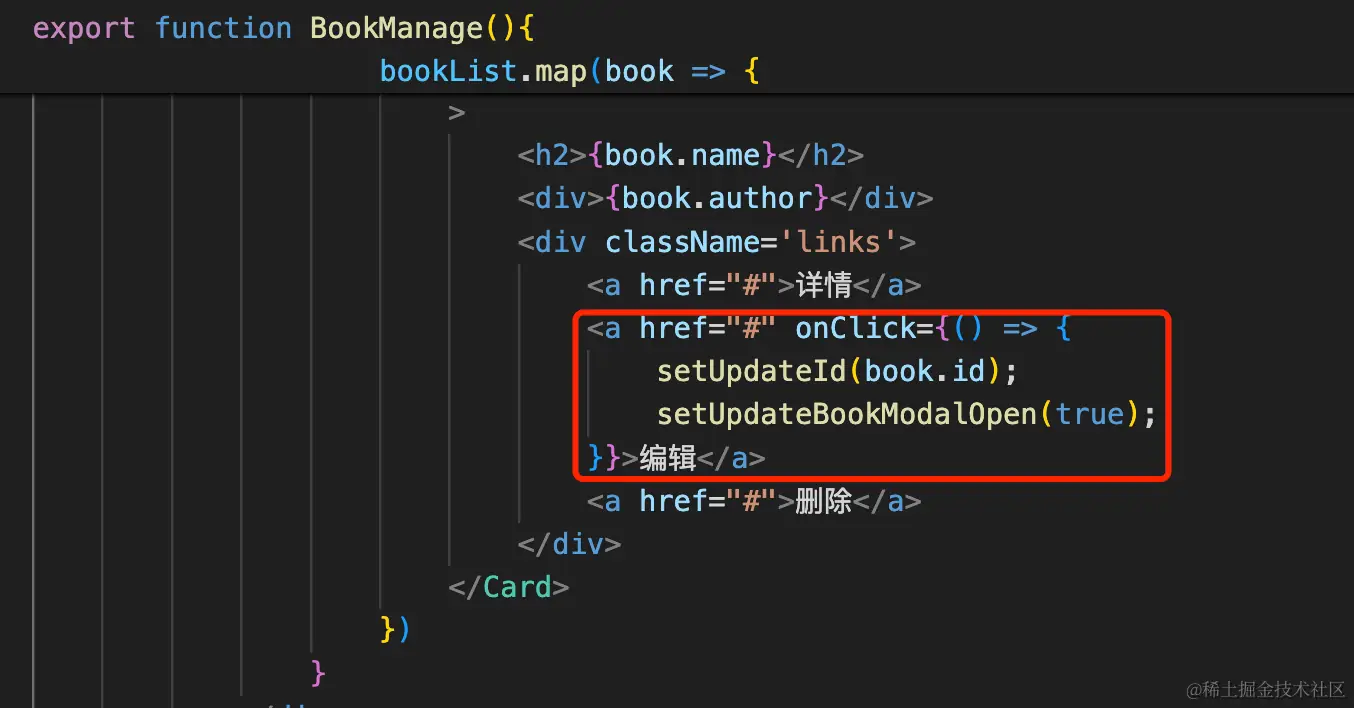 export function BookManage(){
bookList.map(book => {
>
<h2>{book.name}</h2>
<div>{book.author}</div>
<div className='links'>
<a href="#">详情</a>
<a href="#" onClick={() => {
setUpdateId(book.id);
setUpdateBookModalOpen(true);
}}>编辑</a>
<a href="#">删除</a>
</div>
</Card>
})
}
@稀土掘金技术社区